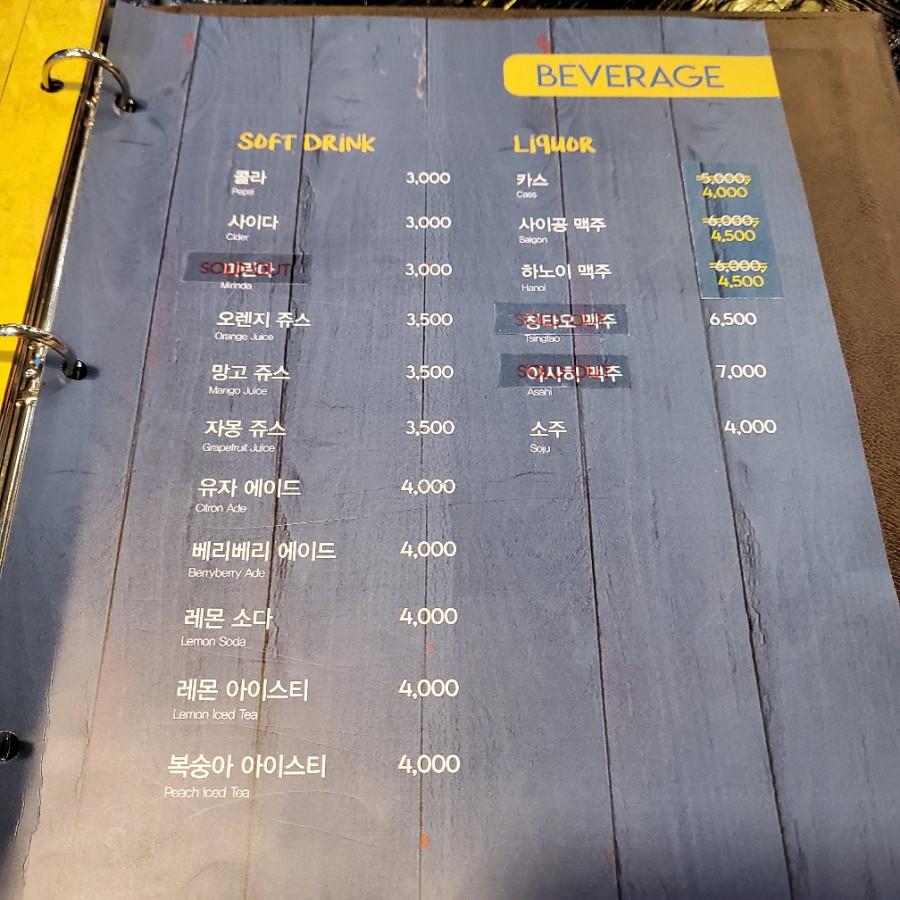 BEVERAGE
SOFT DRINK
콜라 3,000
Pepsi
사이다 3,000
Cider
SOLD OUT
미린다 3,000
Mirinda
오렌지 쥬스 3,500
Orange Juice
망고 쥬스 3,500
Mango Juice
자몽 쥬스 3,500
Grapefruit Juice
유자 에이드 4,000
Citron Ade
베리베리 에이드 4,000
Berryberry Ade
레몬 소다 4,000
Lemon Soda
레몬 아이스티 4,000
Lemon Iced Tea
복숭아 아이스티 4,000
Peach Iced Tea
LIQUOR
카스 5,000
Cass 4,000
사이공 맥주 6,000
Saigon 4,500
하노이 맥주 6,000
Hanoi 4,500
SOLD OUT
칭타오 맥주 6,500
Tsingtao
SOLD OUT
아사히 맥주 7,000
Asahi
소주 4,000
Soju